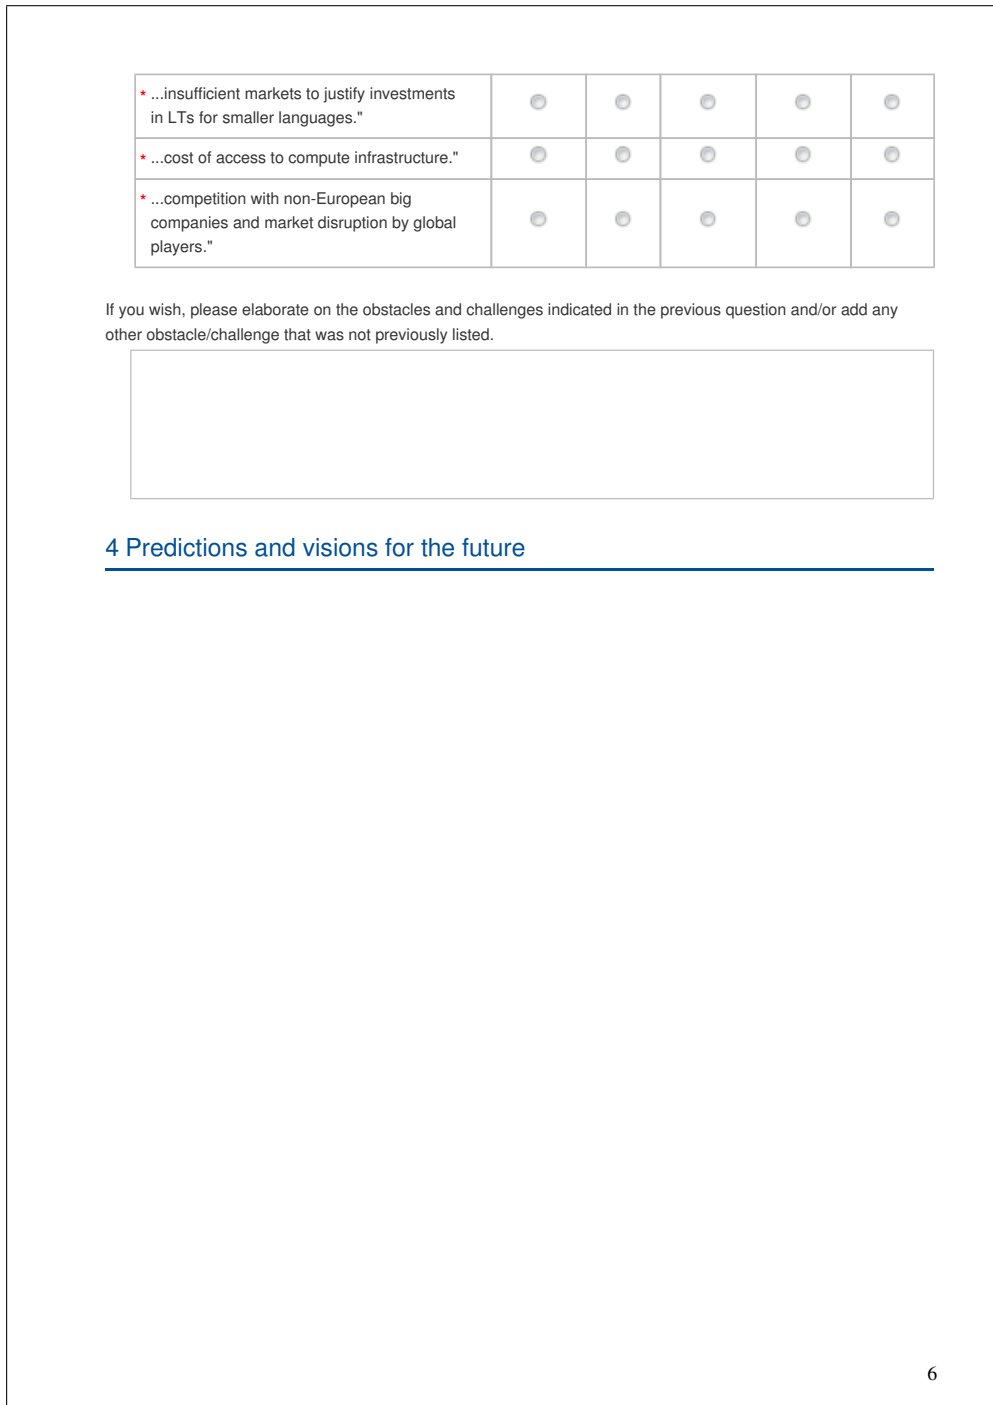 * ...insufficient markets to justify investments
in LTs for smaller languages."
* ...cost of access to compute infrastructure."
* ...competition with non-European big
companies and market disruption by global
players."
If you wish, please elaborate on the obstacles and challenges indicated in the previous question and/or add any
other obstacle/challenge that was not previously listed.
4 Predictions and visions for the future
6